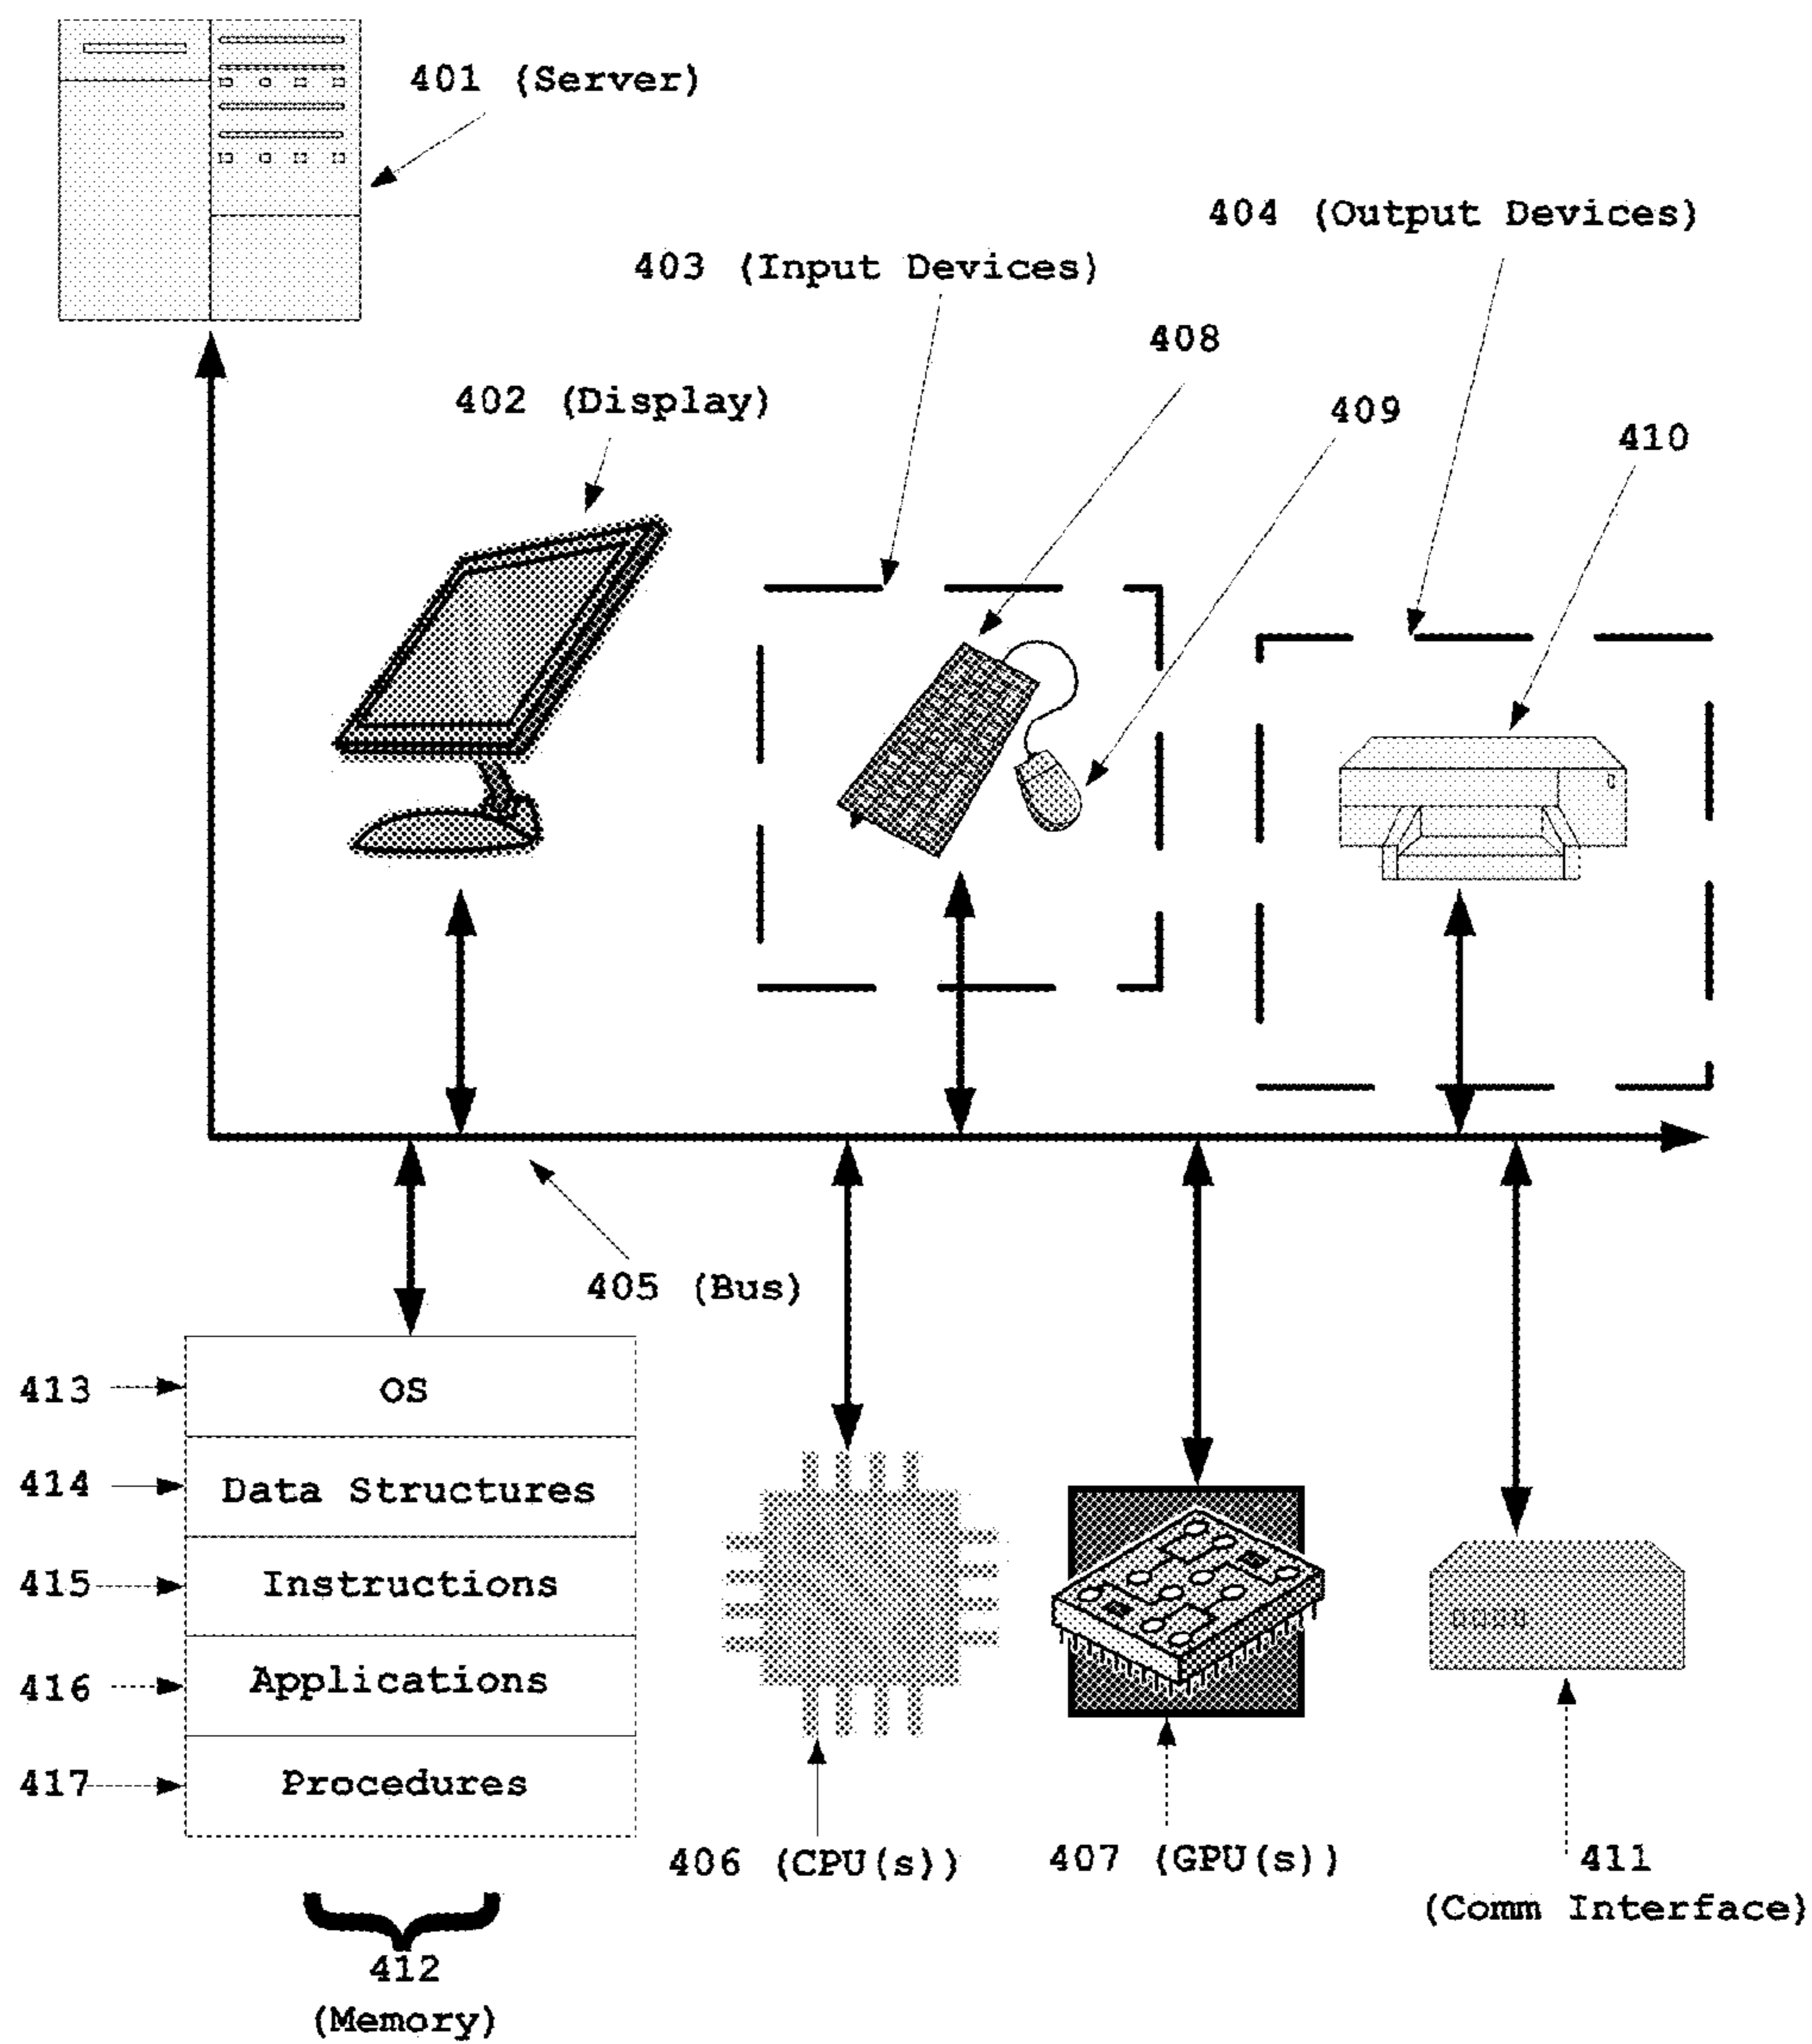 401 (Server)
404 (Output Devices)
403 (Input Devices)
408
402 (Display)
409
410
405 (Bus)
413
OS
414
Data Structures
415
Instructions
416
Applications
417
Procedures
406 (CPU(s))
407 (GPU(s))
411
(Comm Interface)
412
(Memory)